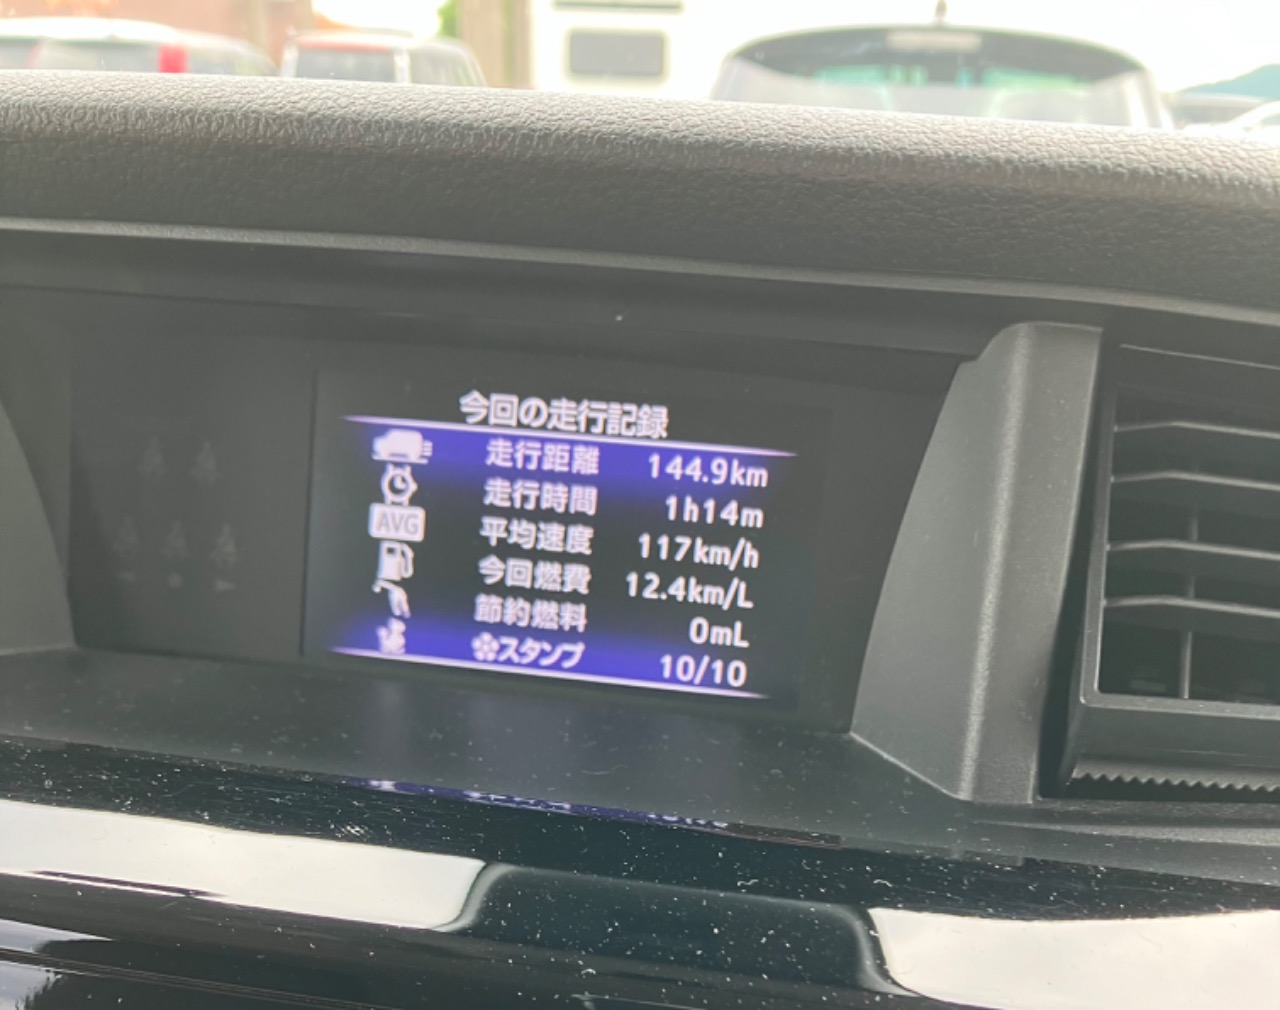 今回の走行記録
走行距離 144.9km
走行時間 1h14m
AVG 平均速度 117km/h
今回燃費 12.4km/L
節約燃料 0mL
スタンプ 10/10